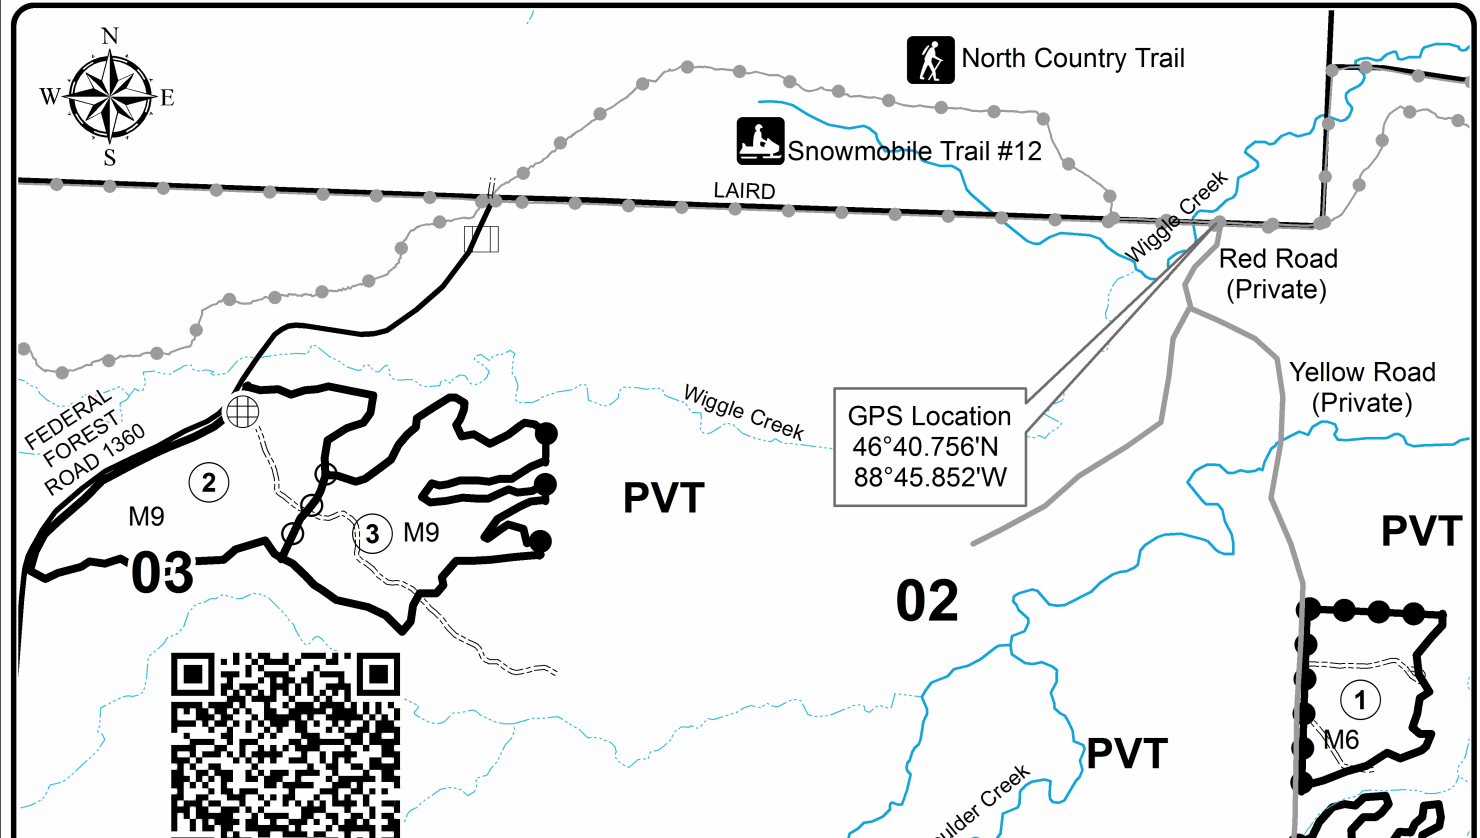 N
W E
S
North Country Trail
Snowmobile Trail #12
LAIRD
Wiggle Creek
Red Road
(Private)
Yellow Road
(Private)
GPS Location
46°40.756'N
88°45.852'W
FEDERAL
FOREST
ROAD 1360
Wiggle Creek
2
M9
3
M9
03
PVT
02
PVT
1
M6
PVT
Creek